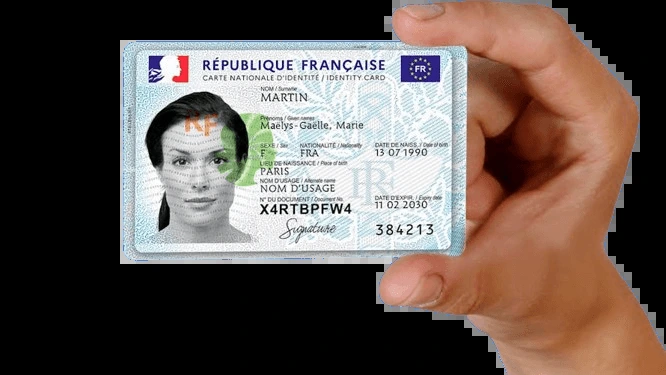 RÉPUBLIQUE FRANÇAISE
FR
CARTE NATIONALE D'IDENTITÉ / IDENTITY CARD
NOM / Surname
MARTIN
Prénoms / Given names
Maëlys-Gaëlle, Marie
SEXE / Sex NATIONALITÉ / Nationality DATE DE NAISS. / Date of birth
F FRA 13 07 1990
LIEU DE NAISSANCE / Place of birth
PARIS
NOM D'USAGE / Alternate name
NOM D'USAGE
N° DU DOCUMENT / Document No DATE D'EXPIR. / Expiry date
X4RTBPFW4 11 02 2030
Signature 384213
RF
RF